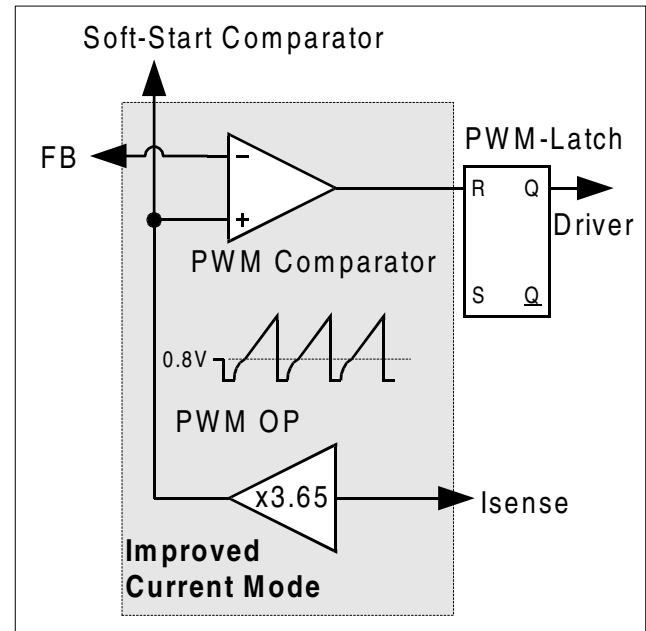 Soft-Start Comparator
FB
PWM-Latch
R Q
Driver
S Q
PWM Comparator
0.8V
PWM OP
x3.65
Isense
Improved
Current Mode